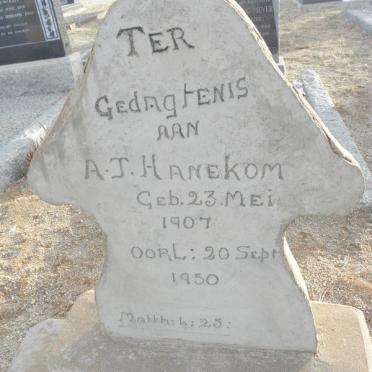 TER
GEDAGTENIS
AAN
A.J. HANEKOM
GEB. 23. MEI.
1907
OORL: 20 SEPT
1950
Matth: 6: 25: